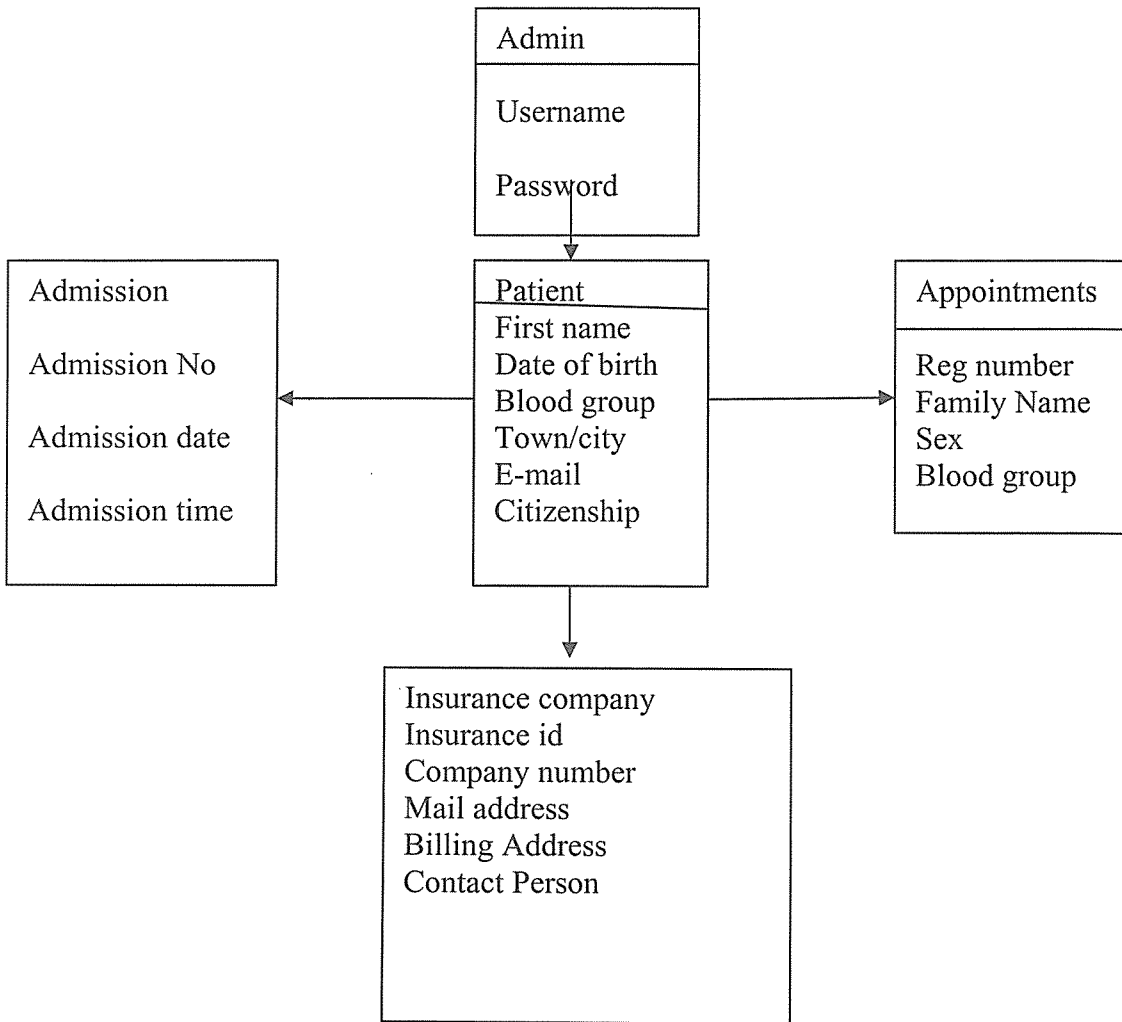 Admin
Username
Password
Admission
Admission No
Admission date
Admission time
Patient
First name
Date of birth
Blood group
Town/city
E-mail
Citizenship
Appointments
Reg number
Family Name
Sex
Blood group
Insurance company
Insurance id
Company number
Mail address
Billing Address
Contact Person